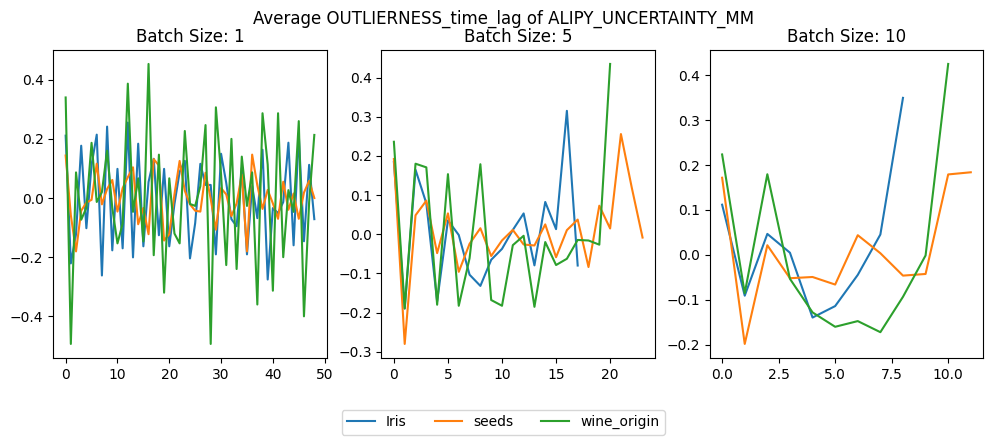 Average OUTLIERNESS_time_lag of ALIPY_UNCERTAINTY_MM
Batch Size: 1
0.4
0.2
0.0
−0.2
−0.4
0 10 20 30 40 50
Batch Size: 5
0.4
0.3
0.2
0.1
0.0
−0.1
−0.2
−0.3
0 5 10 15 20
Batch Size: 10
0.4
0.3
0.2
0.1
0.0
−0.1
−0.2
0.0 2.5 5.0 7.5 10.0
Iris seeds wine_origin